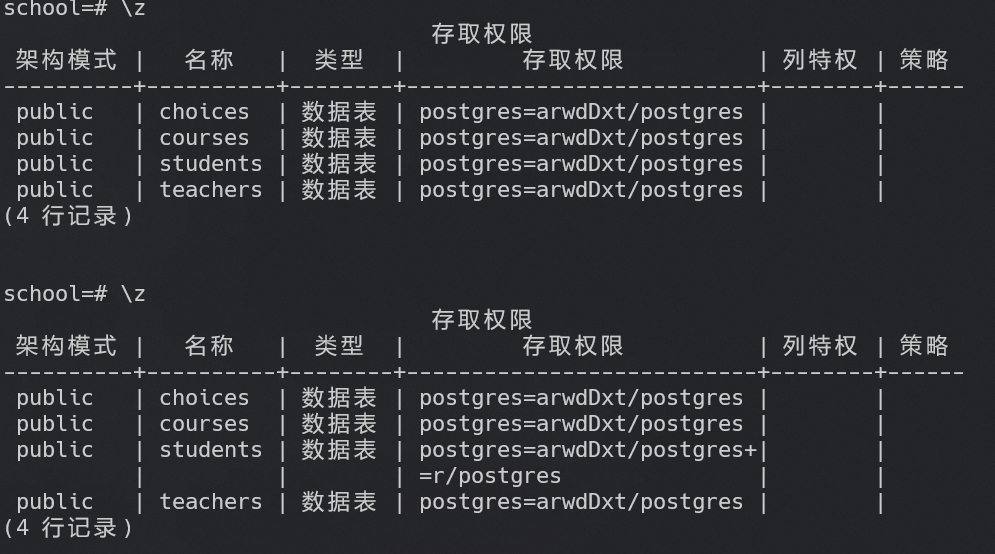 school=# \z
                                  存取权限
 架构模式 |   名称   |  类型  |         存取权限          | 列特权 | 策略
----------+----------+--------+---------------------------+--------+------
 public   | choices  | 数据表 | postgres=arwdDxt/postgres |        |
 public   | courses  | 数据表 | postgres=arwdDxt/postgres |        |
 public   | students | 数据表 | postgres=arwdDxt/postgres |        |
 public   | teachers | 数据表 | postgres=arwdDxt/postgres |        |
(4 行记录)
school=# \z
                                  存取权限
 架构模式 |   名称   |  类型  |         存取权限          | 列特权 | 策略
----------+----------+--------+---------------------------+--------+------
 public   | choices  | 数据表 | postgres=arwdDxt/postgres |        |
 public   | courses  | 数据表 | postgres=arwdDxt/postgres |        |
 public   | students | 数据表 | postgres=arwdDxt/postgres+|        |
          |          |        | =r/postgres               |        |
 public   | teachers | 数据表 | postgres=arwdDxt/postgres |        |
(4 行记录)